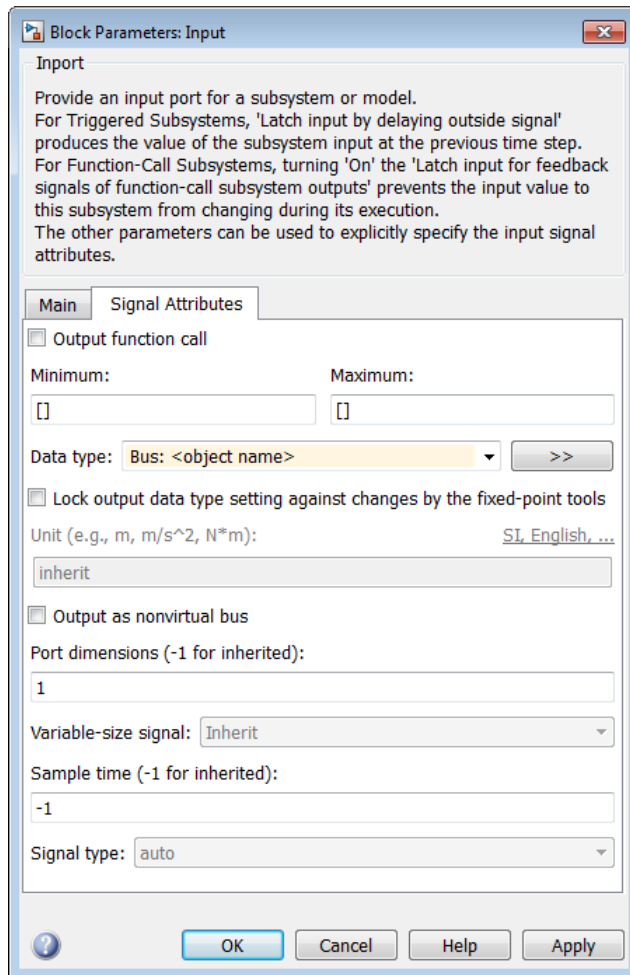 Block Parameters: Input
Inport
Provide an input port for a subsystem or model.
For Triggered Subsystems, 'Latch input by delaying outside signal'
produces the value of the subsystem input at the previous time step.
For Function-Call Subsystems, turning 'On' the 'Latch input for feedback
signals of function-call subsystem outputs' prevents the input value to
this subsystem from changing during its execution.
The other parameters can be used to explicitly specify the input signal
attributes.
Main Signal Attributes
Output function call
Minimum: Maximum:
[] []
Data type: Bus: <object name> >>
Lock output data type setting against changes by the fixed-point tools
Unit (e.g., m, m/s^2, N*m): SI, English, ...
inherit
Output as nonvirtual bus
Port dimensions (-1 for inherited):
1
Variable-size signal: Inherit
Sample time (-1 for inherited):
-1
Signal type: auto
? OK Cancel Help Apply